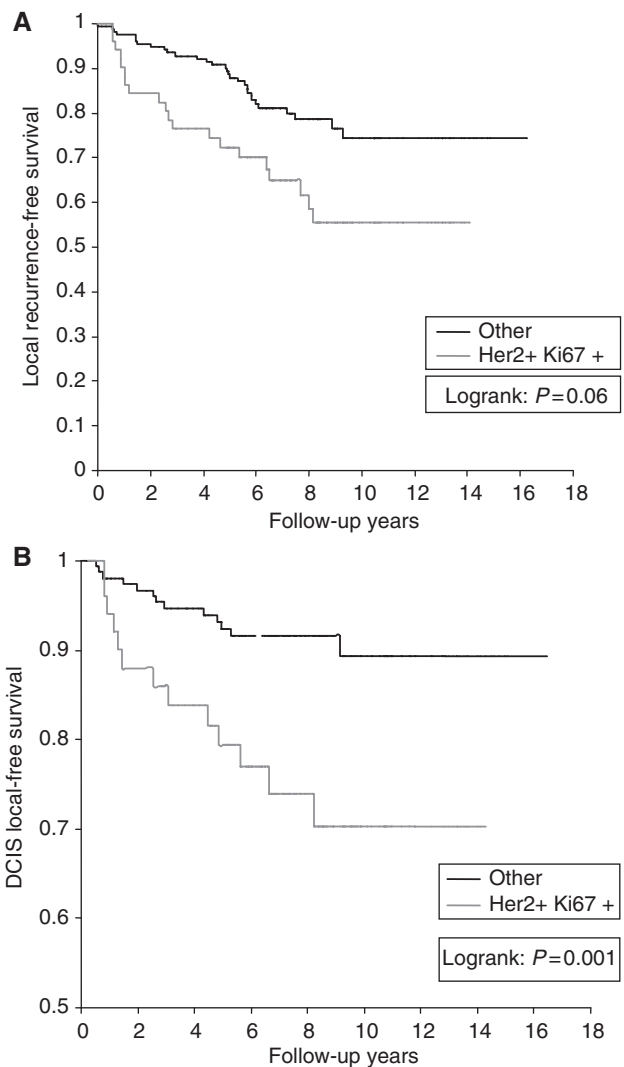 A
Local recurrence-free survival
1
0.9
0.8
0.7
0.6
0.5
0.4
0.3
0.2
0.1
0
0 2 4 6 8 10 12 14 16 18
Follow-up years
Other
Her2+ Ki67 +
Logrank: P=0.06
B
DCIS local-free survival
1
0.9
0.8
0.7
0.6
0.5
0 2 4 6 8 10 12 14 16 18
Follow-up years
Other
Her2+ Ki67 +
Logrank: P=0.001